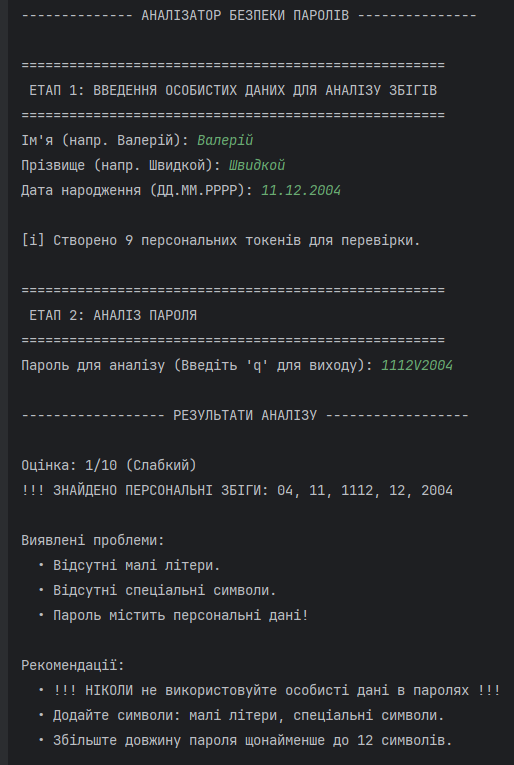 -------------- АНАЛІЗАТОР БЕЗПЕКИ ПАРОЛІВ ---------------
=====================================================
ЕТАП 1: ВВЕДЕННЯ ОСОБИСТИХ ДАНИХ ДЛЯ АНАЛІЗУ ЗБІГІВ
=====================================================
Ім'я (напр. Валерій): Валерій
Прізвище (напр. Швидкой): Швидкой
Дата народження (ДД.ММ.РРРР): 11.12.2004
[i] Створено 9 персональних токенів для перевірки.
=====================================================
ЕТАП 2: АНАЛІЗ ПАРОЛЯ
=====================================================
Пароль для аналізу (Введіть 'q' для виходу): 1112V2004
------------------ РЕЗУЛЬТАТИ АНАЛІЗУ ------------------
Оцінка: 1/10 (Слабкий)
!!! ЗНАЙДЕНО ПЕРСОНАЛЬНІ ЗБІГИ: 04, 11, 1112, 12, 2004
Виявлені проблеми:
• Відсутні малі літери.
• Відсутні спеціальні символи.
• Пароль містить персональні дані!
Рекомендації:
• !!! НІКОЛИ не використовуйте особисті дані в паролях !!!
• Додайте символи: малі літери, спеціальні символи.
• Збільште довжину пароля щонайменше до 12 символів.